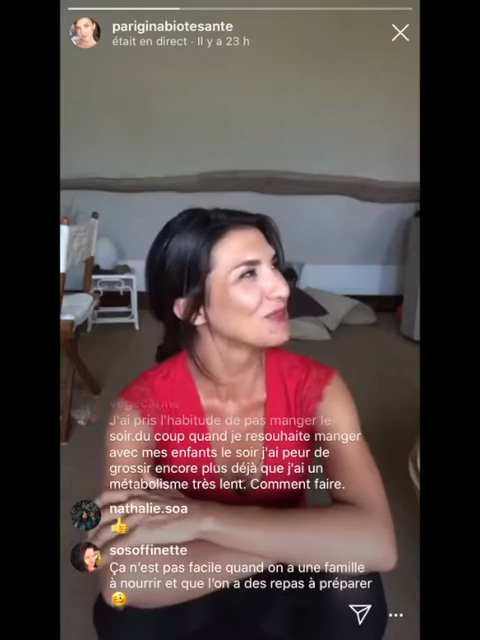 pariginabiotesante
était en direct · Il y a 23 h
J'ai pris l'habitude de pas manger le
soir.du coup quand je resouhaite manger
avec mes enfants le soir j'ai peur de
grossir encore plus déjà que j'ai un
métabolisme très lent. Comment faire.
nathalie.soa
👍
sosoffinette
Ça n'est pas facile quand on a une famille
à nourrir et que l'on a des repas à préparer
🥴